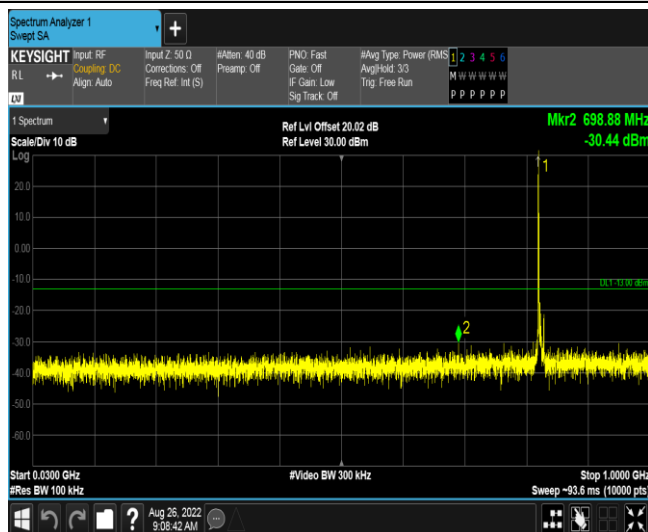 Spectrum Analyzer 1
Swept SA
+
KEYSIGHT
RL
LXI
Input: RF
Coupling: DC
Align: Auto
Input Z: 50 Ω
Corrections: Off
Freq Ref: Int (S)
#Atten: 40 dB
Preamp: Off
PNO: Fast
Gate: Off
IF Gain: Low
Sig Track: Off
#Avg Type: Power (RMS
Avg|Hold: 3/3
Trig: Free Run
1 2 3 4 5 6
M W W W W W
P P P P P P
1 Spectrum
Scale/Div 10 dB
Log
Ref Lvl Offset 20.02 dB
Ref Level 30.00 dBm
Mkr2 698.88 MHz
-30.44 dBm
1
20.0
10.0
0.00
-10.0
DL1 -13.00 dBm
-20.0
2
-30.0
-40.0
-50.0
-60.0
Start 0.0300 GHz
#Res BW 100 kHz
#Video BW 300 kHz
Stop 1.0000 GHz
Sweep ~93.6 ms (10000 pts)
?
Aug 26, 2022
9:08:42 AM